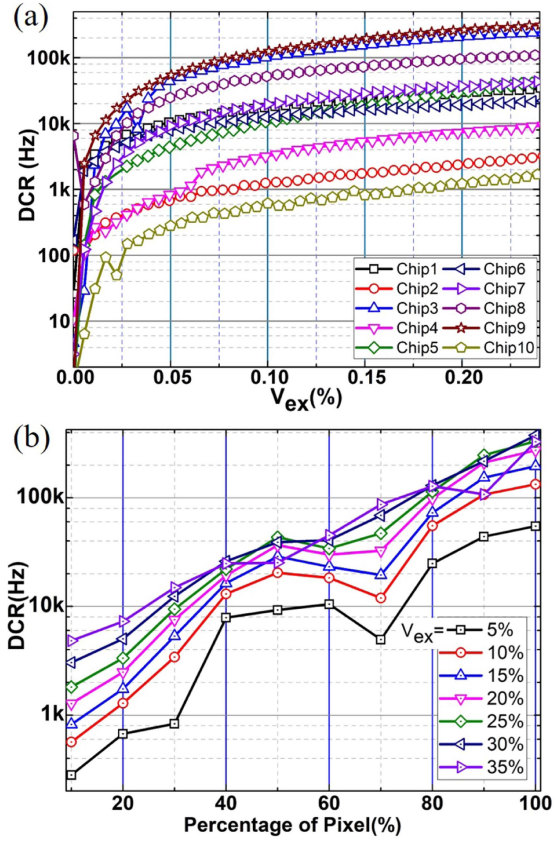 (a)
100k
10k
1k
100
10
DCR (Hz)
Chip1 Chip6
Chip2 Chip7
Chip3 Chip8
Chip4 Chip9
Chip5 Chip10
0.00 0.05 0.10 0.15 0.20
Vex(%)
(b)
100k
10k
1k
DCR(Hz)
Vex= 5%
10%
15%
20%
25%
30%
35%
20 40 60 80 100
Percentage of Pixel(%)